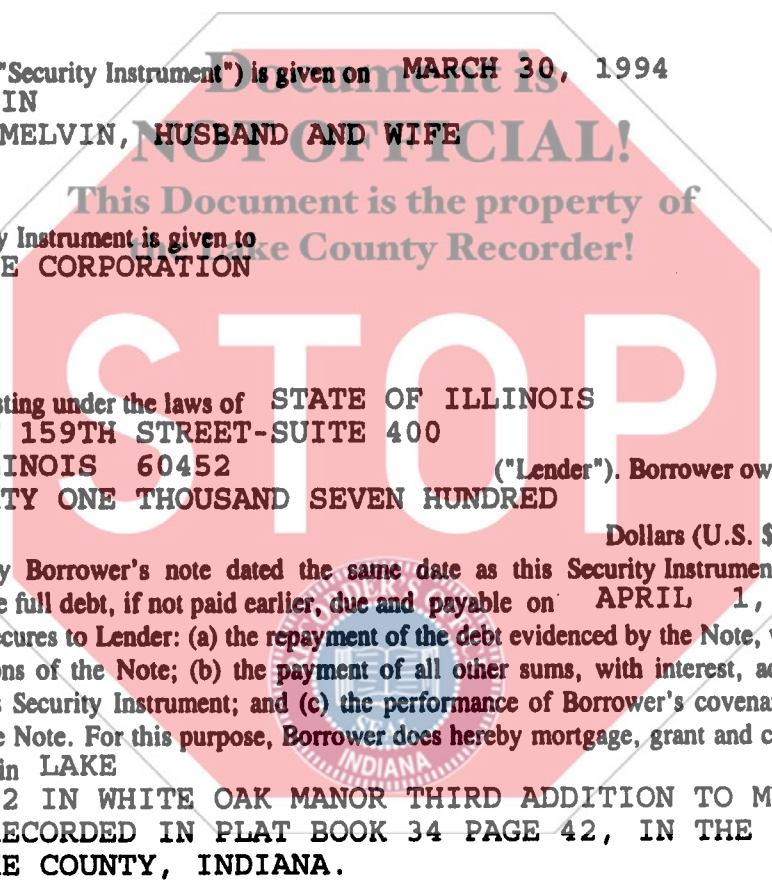 Document is
"Security Instrument") is given on MARCH 30, 1994
IN
MELVIN, HUSBAND AND WIFE
NOT OFFICIAL!
This Document is the property of
y Instrument is given to
the Lake County Recorder!
E CORPORATION
STOP
sting under the laws of STATE OF ILLINOIS
159TH STREET-SUITE 400
INOIS 60452 ("Lender"). Borrower ow
TY ONE THOUSAND SEVEN HUNDRED
Dollars (U.S. $
y Borrower's note dated the same date as this Security Instrumen
e full debt, if not paid earlier, due and payable on APRIL 1,
ecures to Lender: (a) the repayment of the debt evidenced by the Note,
ons of the Note; (b) the payment of all other sums, with interest, a
s Security Instrument; and (c) the performance of Borrower's covena
e Note. For this purpose, Borrower does hereby mortgage, grant and c
in LAKE
SEAL
INDIANA
2 IN WHITE OAK MANOR THIRD ADDITION TO M
RECORDED IN PLAT BOOK 34 PAGE 42, IN THE
E COUNTY, INDIANA.